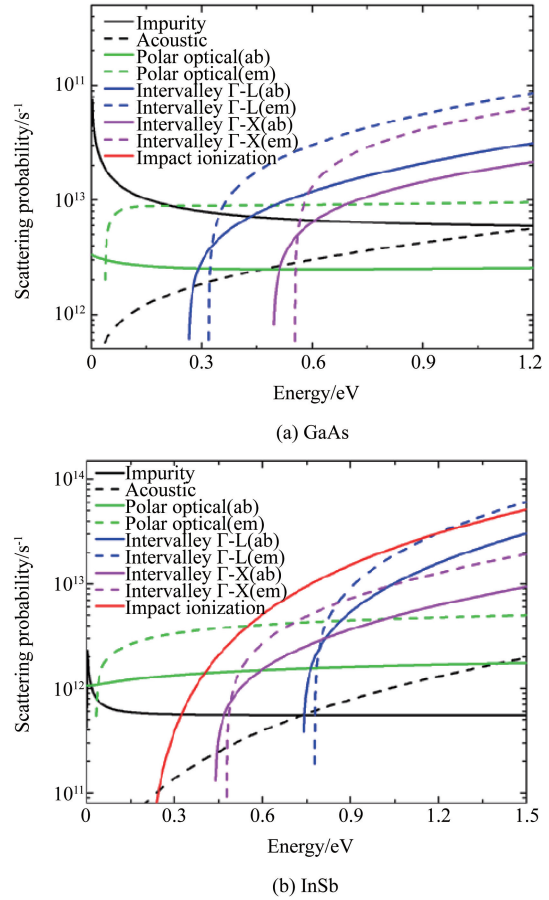 Impurity
Acoustic
Polar optical(ab)
Polar optical(em)
Intervalley Γ-L(ab)
Intervalley Γ-L(em)
Intervalley Γ-X(ab)
Intervalley Γ-X(em)
Impact ionization
Scattering probability/s⁻¹
10¹¹
10¹³
10¹²
0 0.3 0.6 0.9 1.2
Energy/eV
(a) GaAs
Impurity
Acoustic
Polar optical(ab)
Polar optical(em)
Intervalley Γ-L(ab)
Intervalley Γ-L(em)
Intervalley Γ-X(ab)
Intervalley Γ-X(em)
Impact ionization
Scattering probability/s⁻¹
10¹⁴
10¹³
10¹²
10¹¹
0 0.3 0.6 0.9 1.2 1.5
Energy/eV
(b) InSb